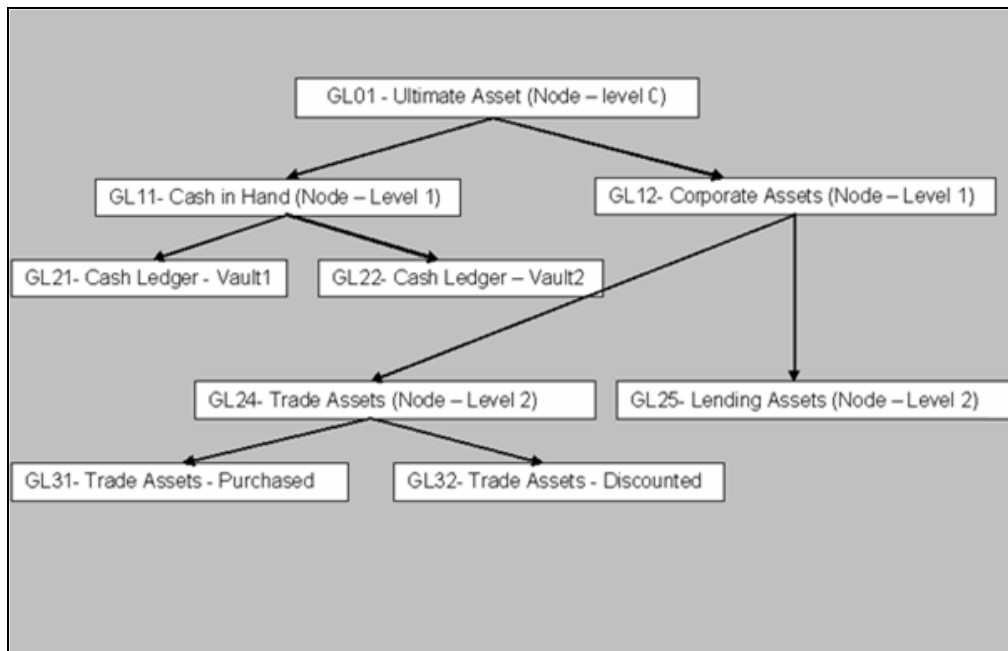 GL01 - Ultimate Asset (Node – level 0)
GL11- Cash in Hand (Node – Level 1)
GL12- Corporate Assets (Node – Level 1)
GL21- Cash Ledger - Vault1
GL22- Cash Ledger – Vault2
GL24- Trade Assets (Node – Level 2)
GL25- Lending Assets (Node – Level 2)
GL31- Trade Assets - Purchased
GL32- Trade Assets - Discounted